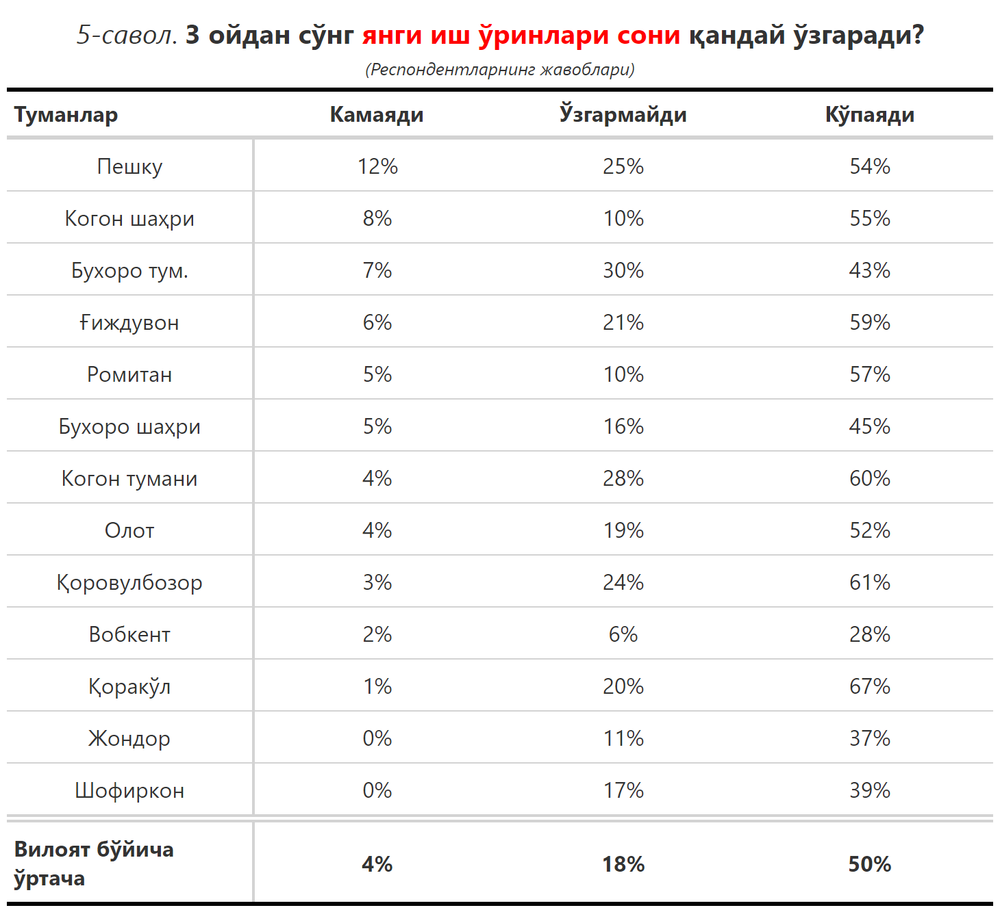 5-савол. 3 ойдан сўнг янги иш ўринлари сони қандай ўзгаради?
(Респондентларнинг жавоблари)
Туманлар Камаяди Ўзгармайди Кўпаяди
Пешку 12% 25% 54%
Когон шаҳри 8% 10% 55%
Бухоро тум. 7% 30% 43%
Ғиждувон 6% 21% 59%
Ромитан 5% 10% 57%
Бухоро шаҳри 5% 16% 45%
Когон тумани 4% 28% 60%
Олот 4% 19% 52%
Қоровулбозор 3% 24% 61%
Вобкент 2% 6% 28%
Қоракўл 1% 20% 67%
Жондор 0% 11% 37%
Шофиркон 0% 17% 39%
Вилоят бўйича
ўртача 4% 18% 50%